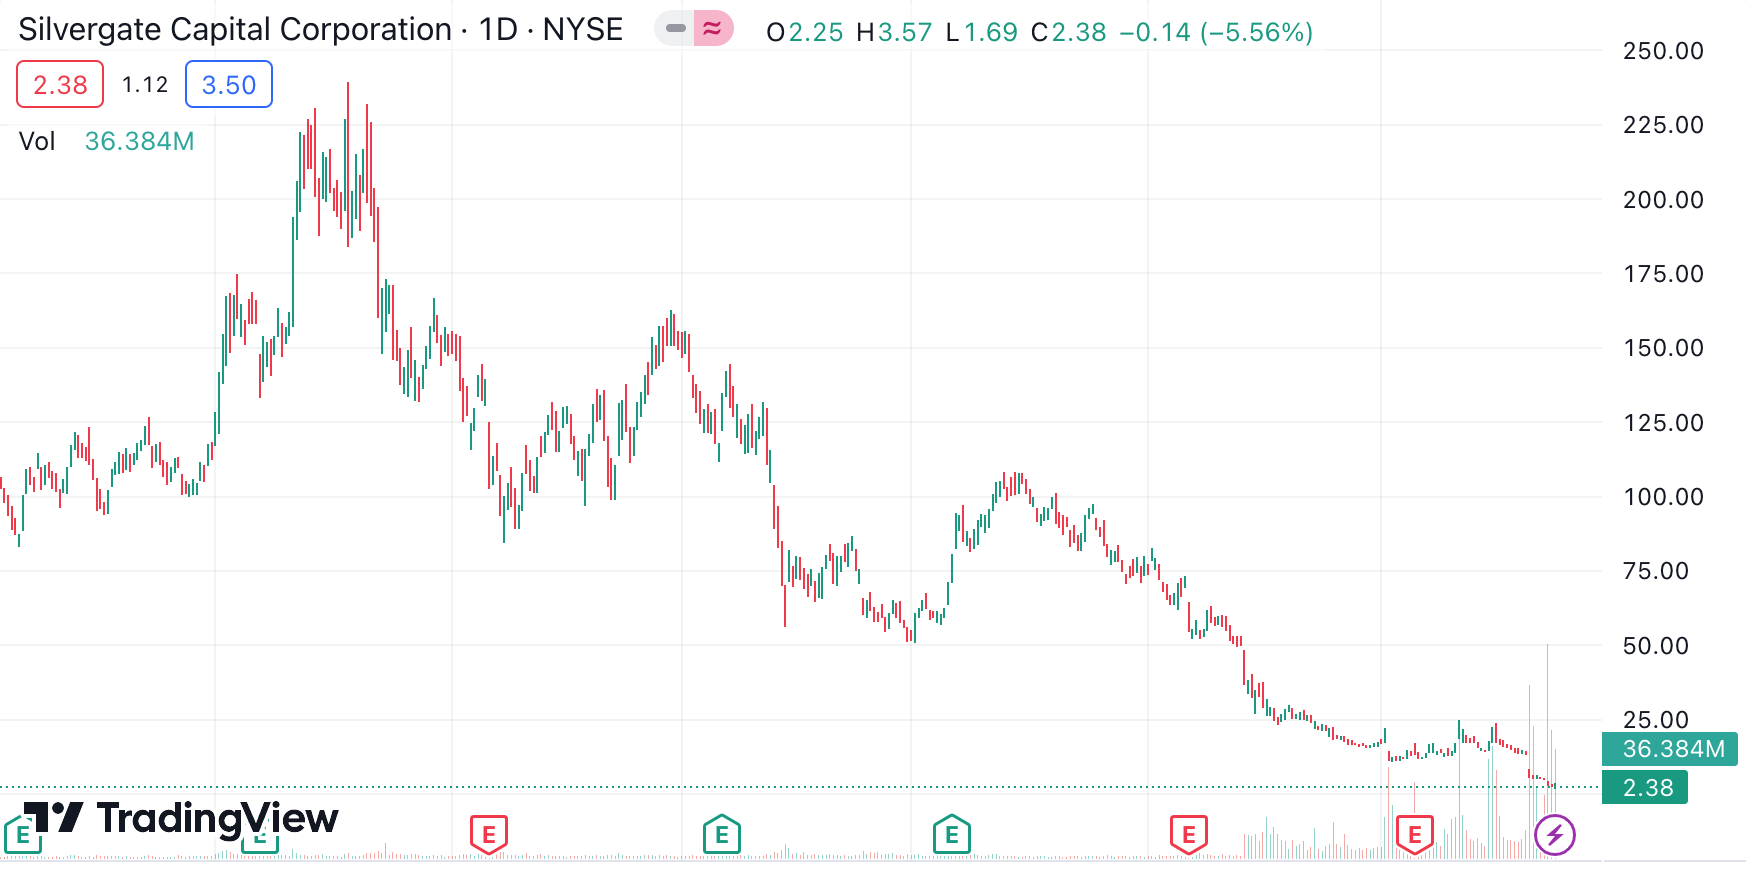 Silvergate Capital Corporation · 1D · NYSE O2.25 H3.57 L1.69 C2.38 −0.14 (−5.56%)
2.38 1.12 3.50
Vol 36.384M
250.00
225.00
200.00
175.00
150.00
125.00
100.00
75.00
50.00
25.00
36.384M
2.38
TradingView
E E E E E E E